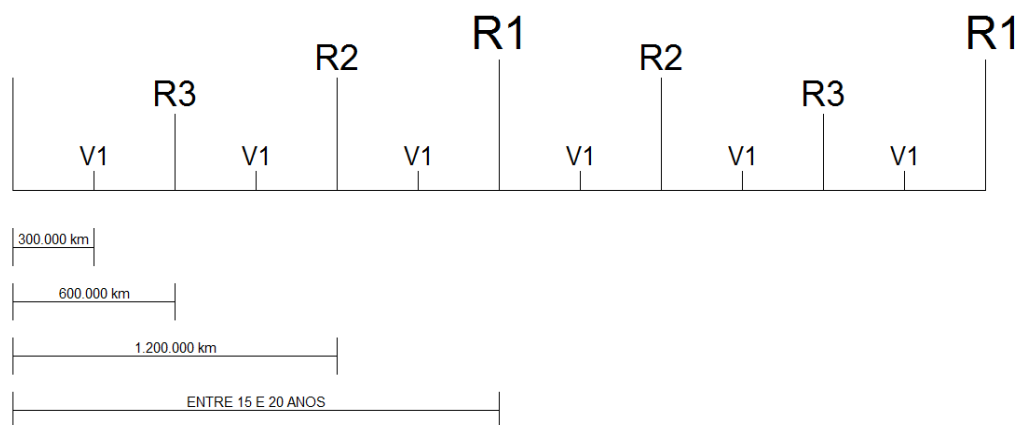 R1 R1
R2 R2
R3 R3
V1 V1 V1 V1 V1 V1
300.000 km
600.000 km
1.200.000 km
ENTRE 15 E 20 ANOS